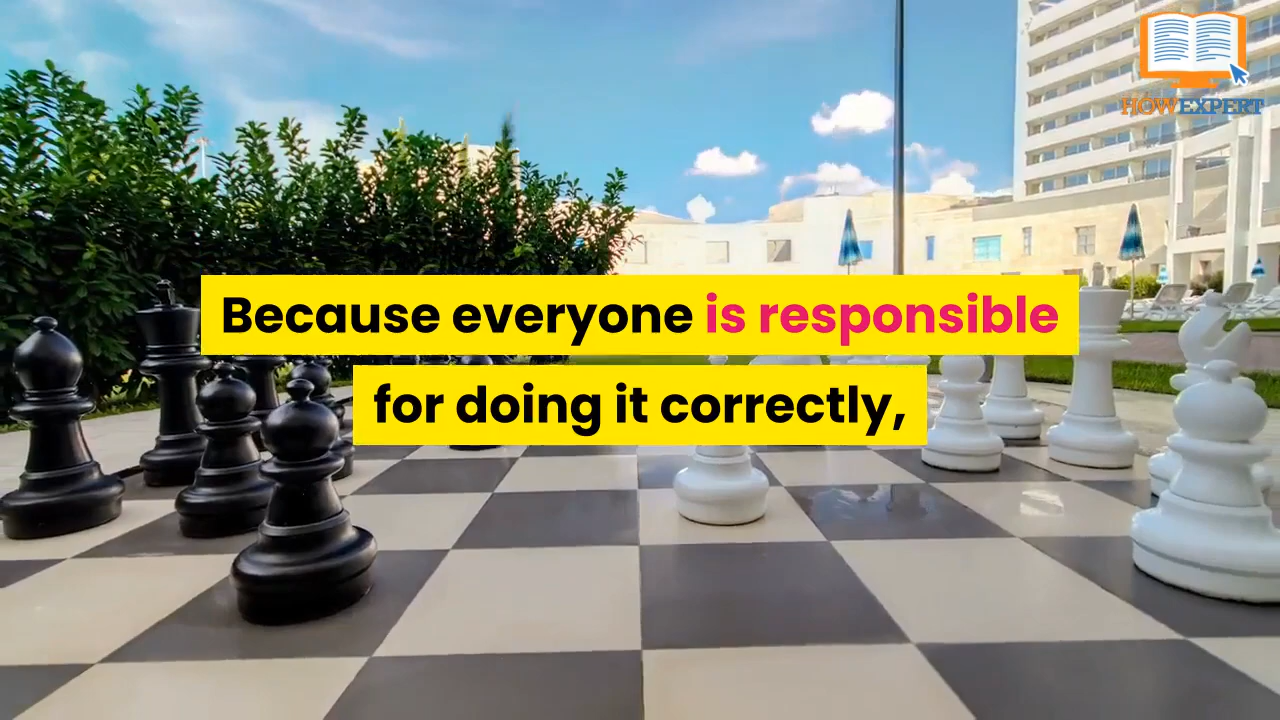 HOWEXPERT
Because everyone is responsible
for doing it correctly,